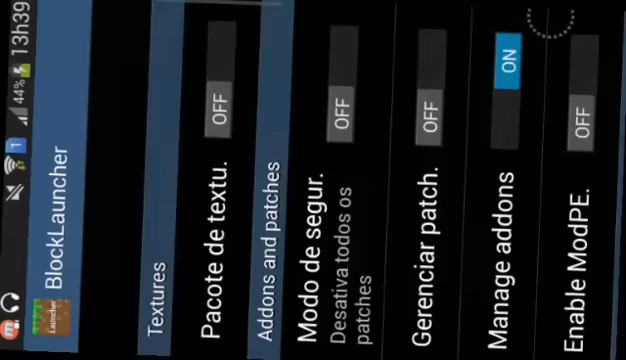 1 44% 13h39
Launcher
BlockLauncher
Textures
Pacote de textu.
OFF
Addons and patches
Modo de segur.
Desativa todos os
patches
OFF
Gerenciar patch.
OFF
Manage addons
ON
Enable ModPE.
OFF